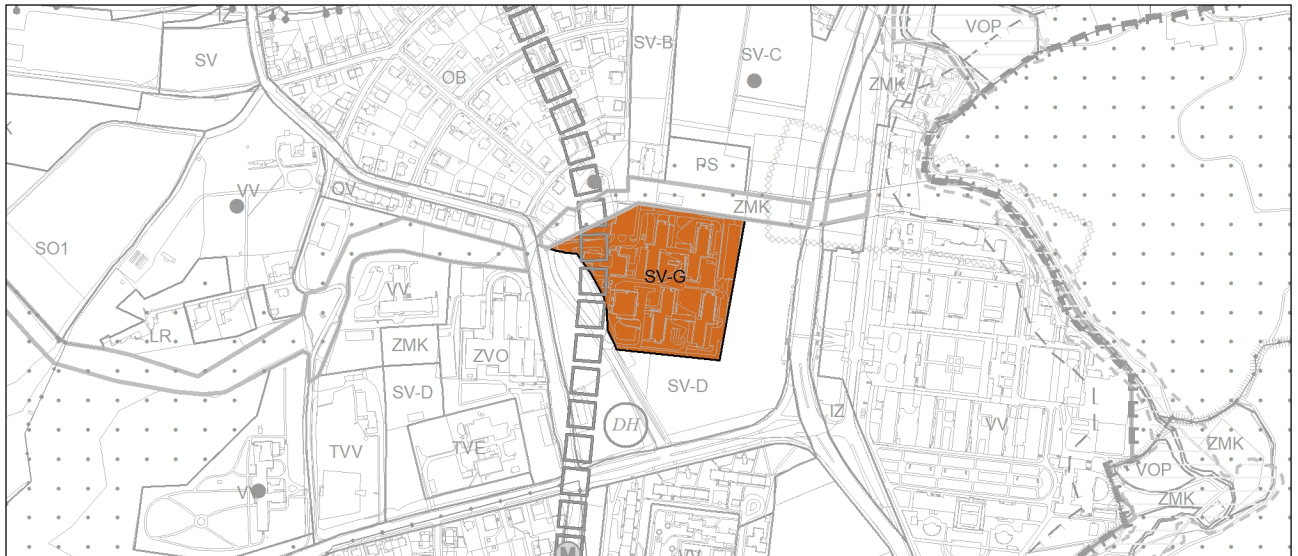 VOP
SV-B
SV
SV-C
OB
ZMK
PS
OV
VV
ZMK
SO1
SV-G
VV
LR
ZMK
ZVO
SV-D
SV-D
IZ
DH
VV
ZMK
TVV
TVE
VOP
VV
ZMK
M